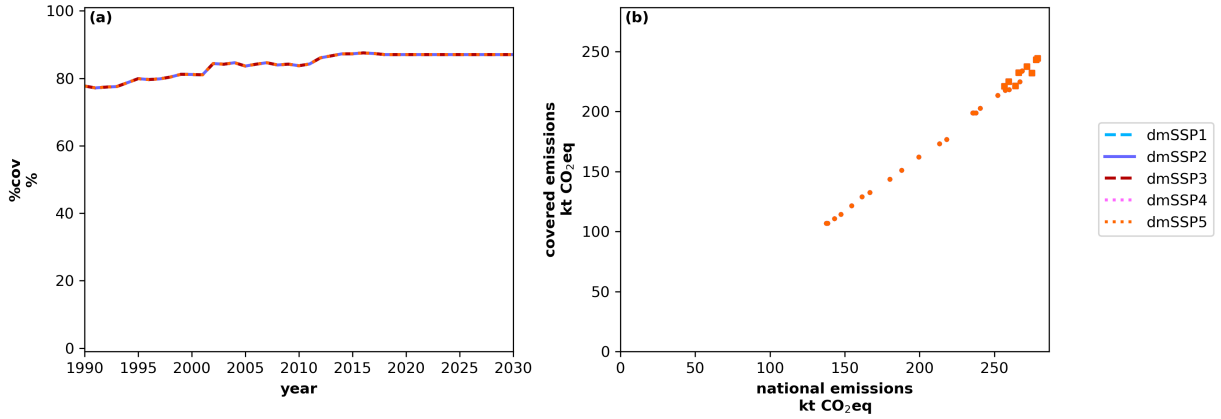 (a)
100
80
60
40
20
0
%cov
%
1990 1995 2000 2005 2010 2015 2020 2025 2030
year
(b)
250
200
150
100
50
0
covered emissions
kt CO₂eq
0 50 100 150 200 250
national emissions
kt CO₂eq
dmSSP1
dmSSP2
dmSSP3
dmSSP4
dmSSP5